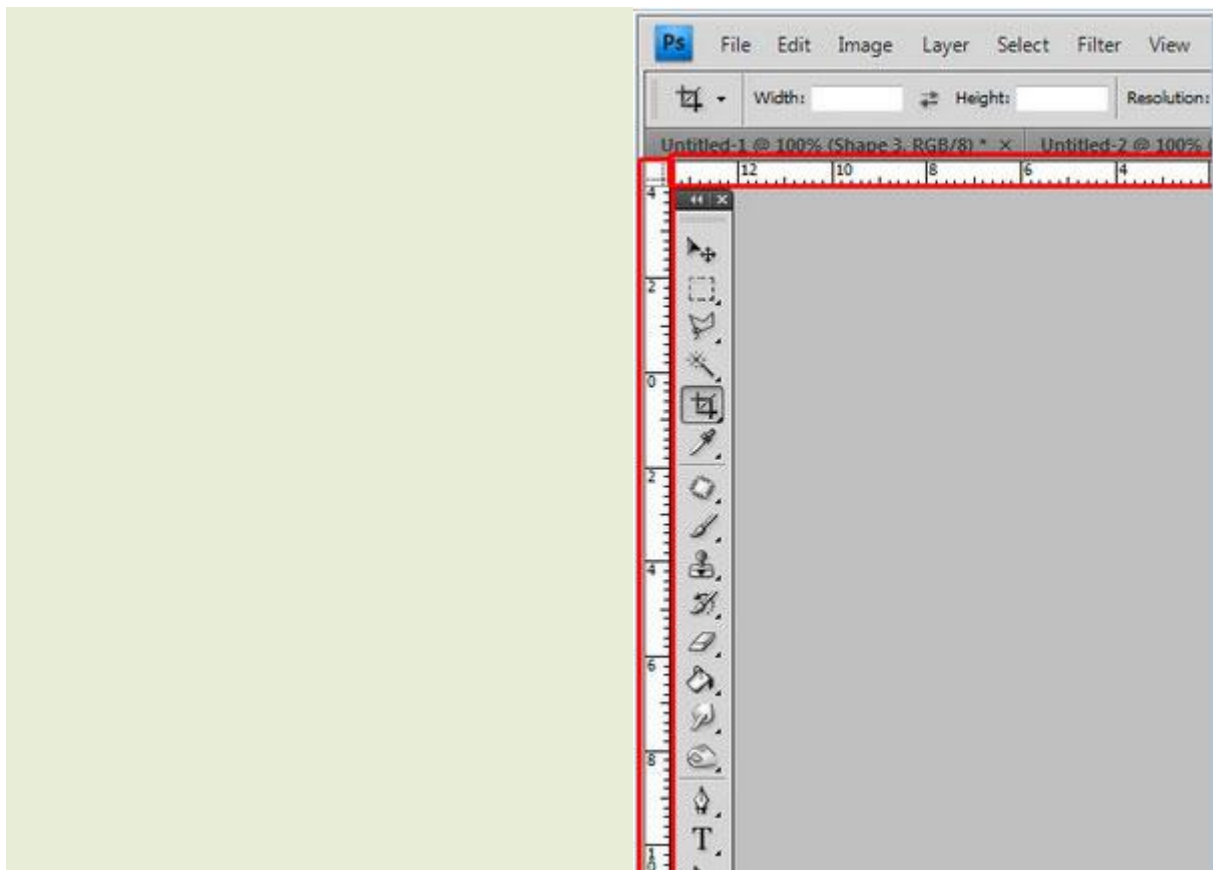 Ps File Edit Image Layer Select Filter View
Width: Height: Resolution:
Untitled-1 @ 100% (Shape 3, RGB/8) * × Untitled-2 @ 100% (
12 10 8 6 4
4
2
0
2
4
6
8
10
T